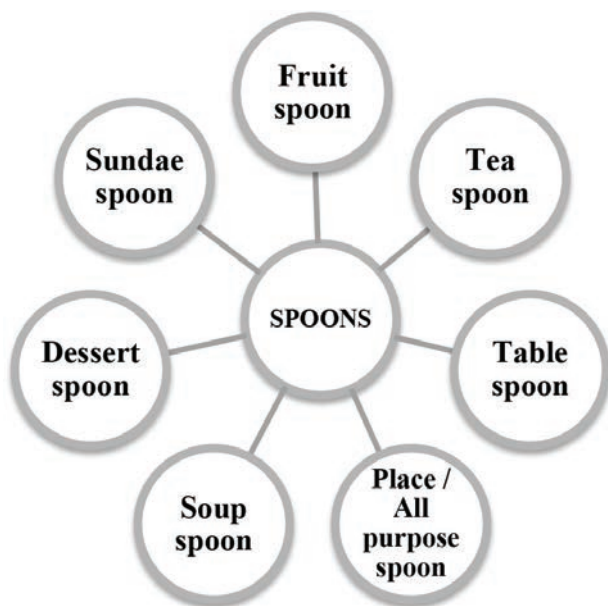 Fruit
spoon
Tea
spoon
Table
spoon
Place /
All
purpose
spoon
Soup
spoon
Dessert
spoon
Sundae
spoon
SPOONS